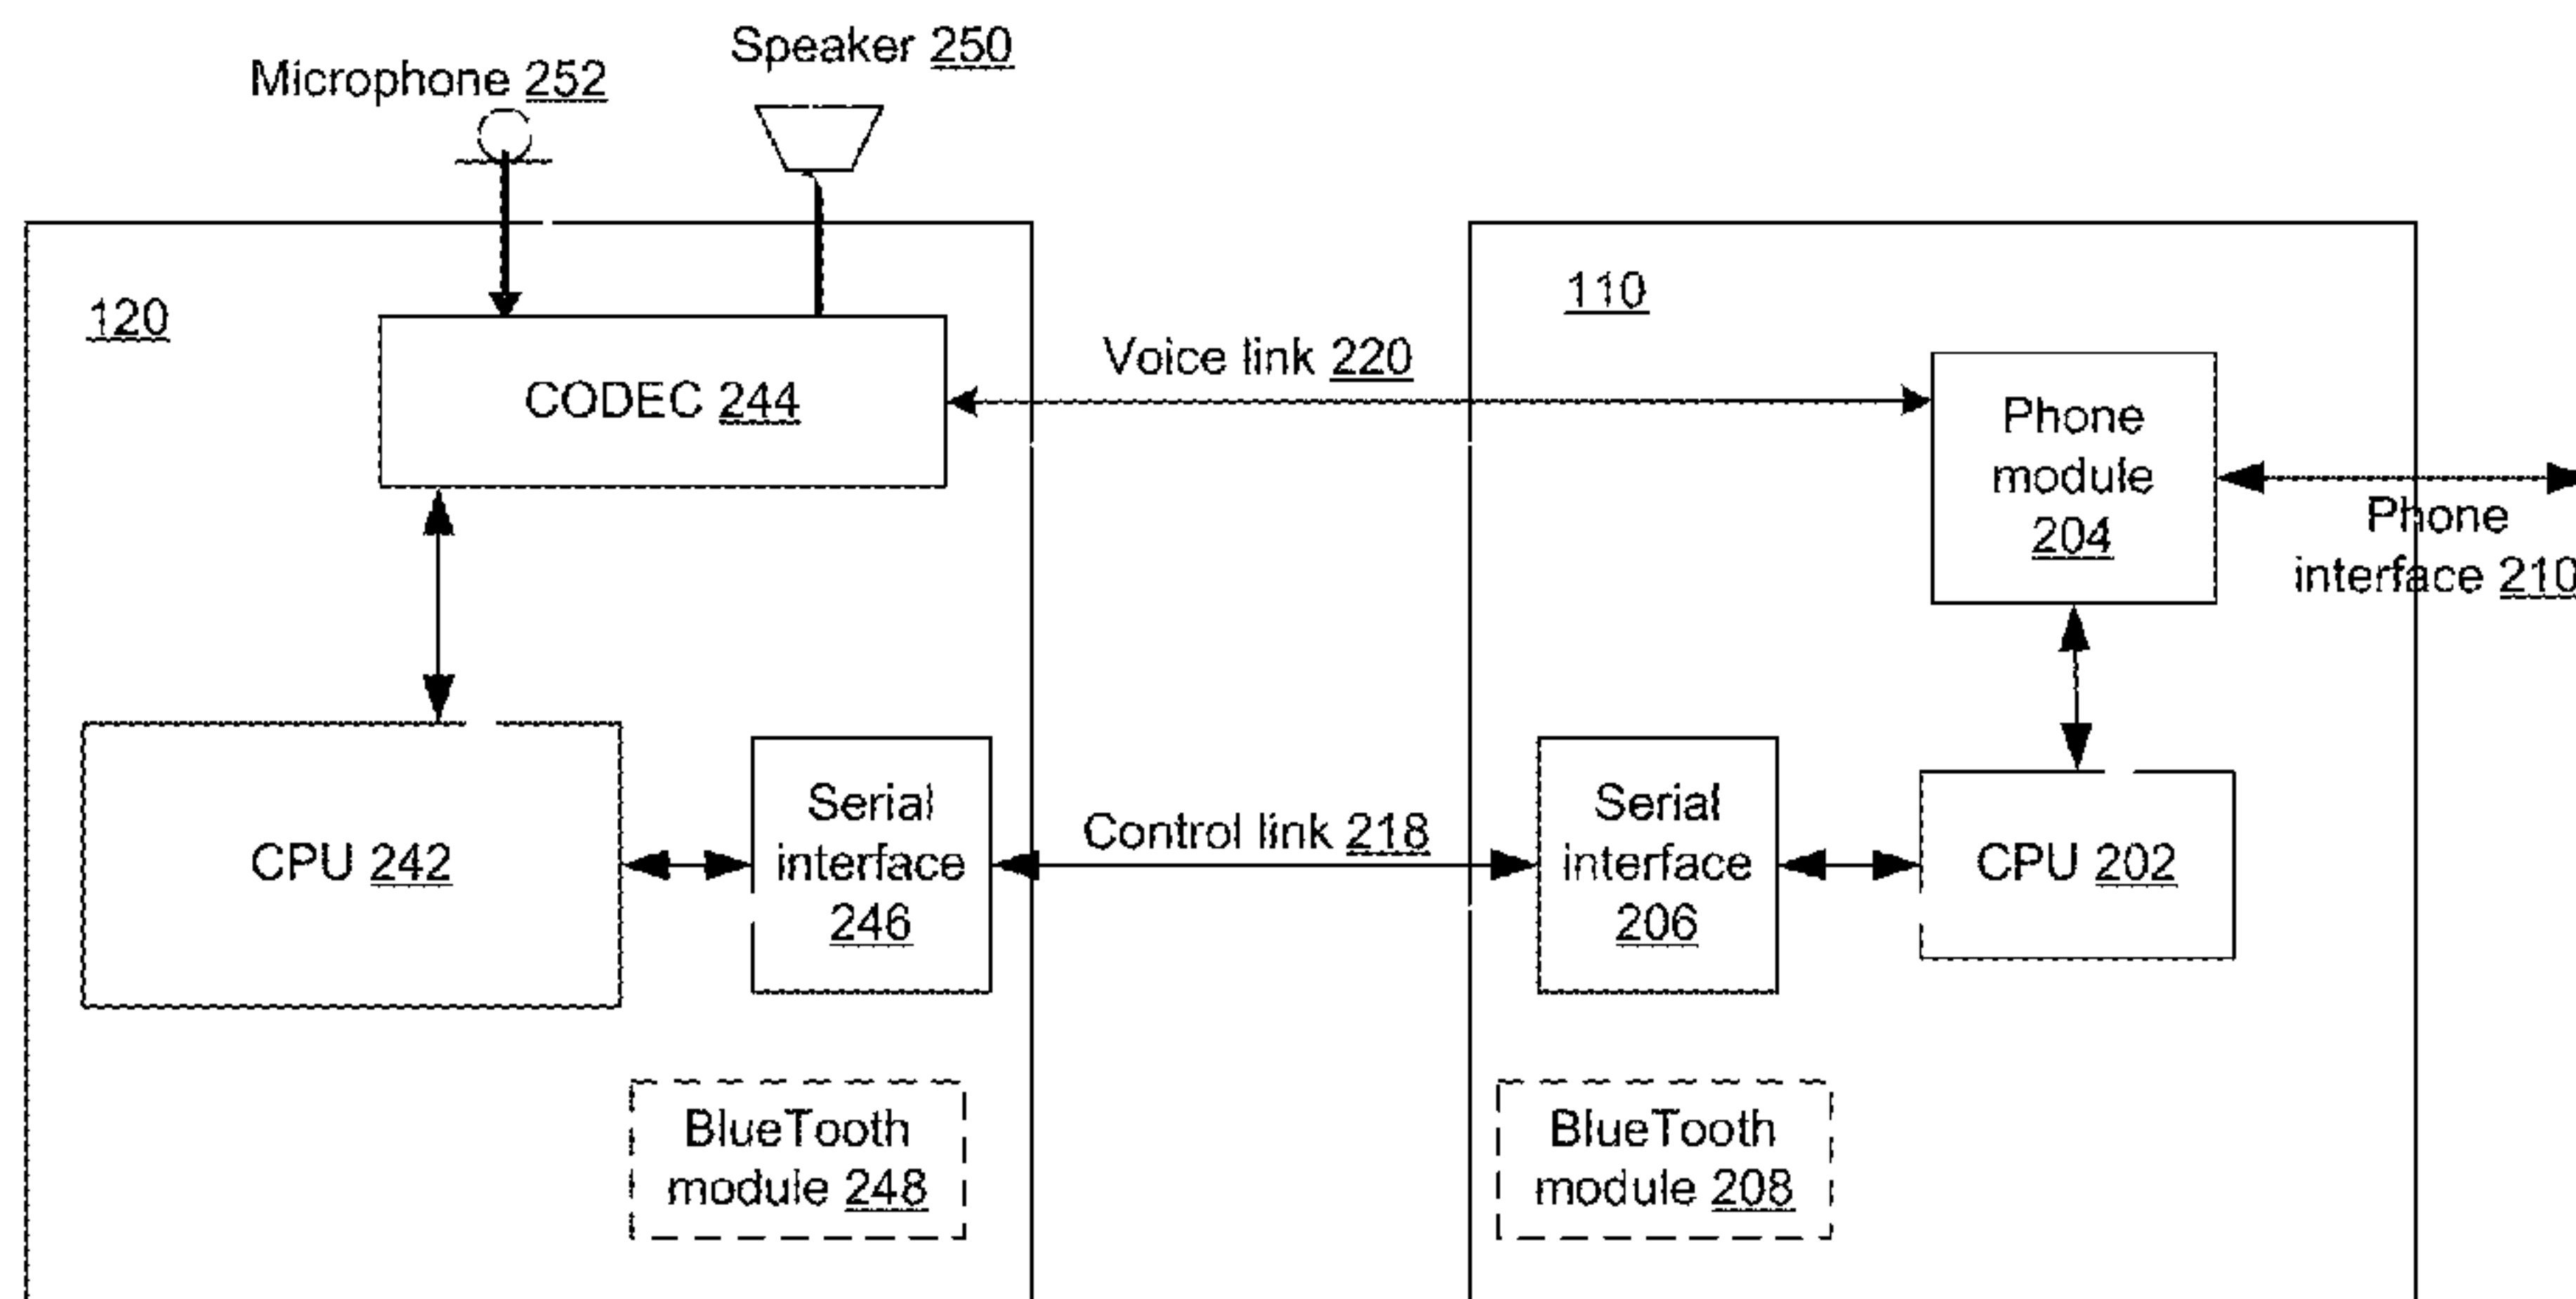 Speaker 250
Microphone 252
120
110
CODEC 244
Voice link 220
Phone
module
204
Phone
interface 210
CPU 242
Serial
interface
246
Control link 218
Serial
interface
206
CPU 202
BlueTooth
module 248
BlueTooth
module 208